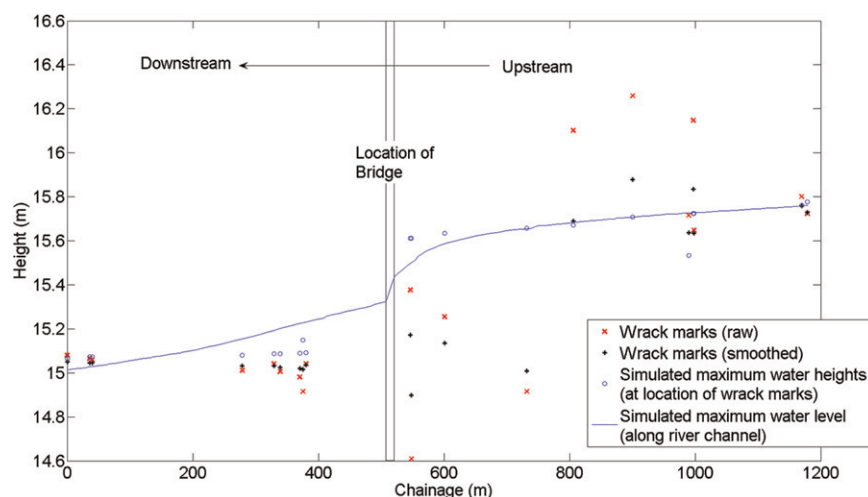 16.6
16.4
16.2
16
15.8
15.6
15.4
15.2
15
14.8
14.6
Height (m)
Downstream
Upstream
Location of
Bridge
Wrack marks (raw)
Wrack marks (smoothed)
Simulated maximum water heights
(at location of wrack marks)
Simulated maximum water level
(along river channel)
0
200
400
600
800
1000
1200
Chainage (m)